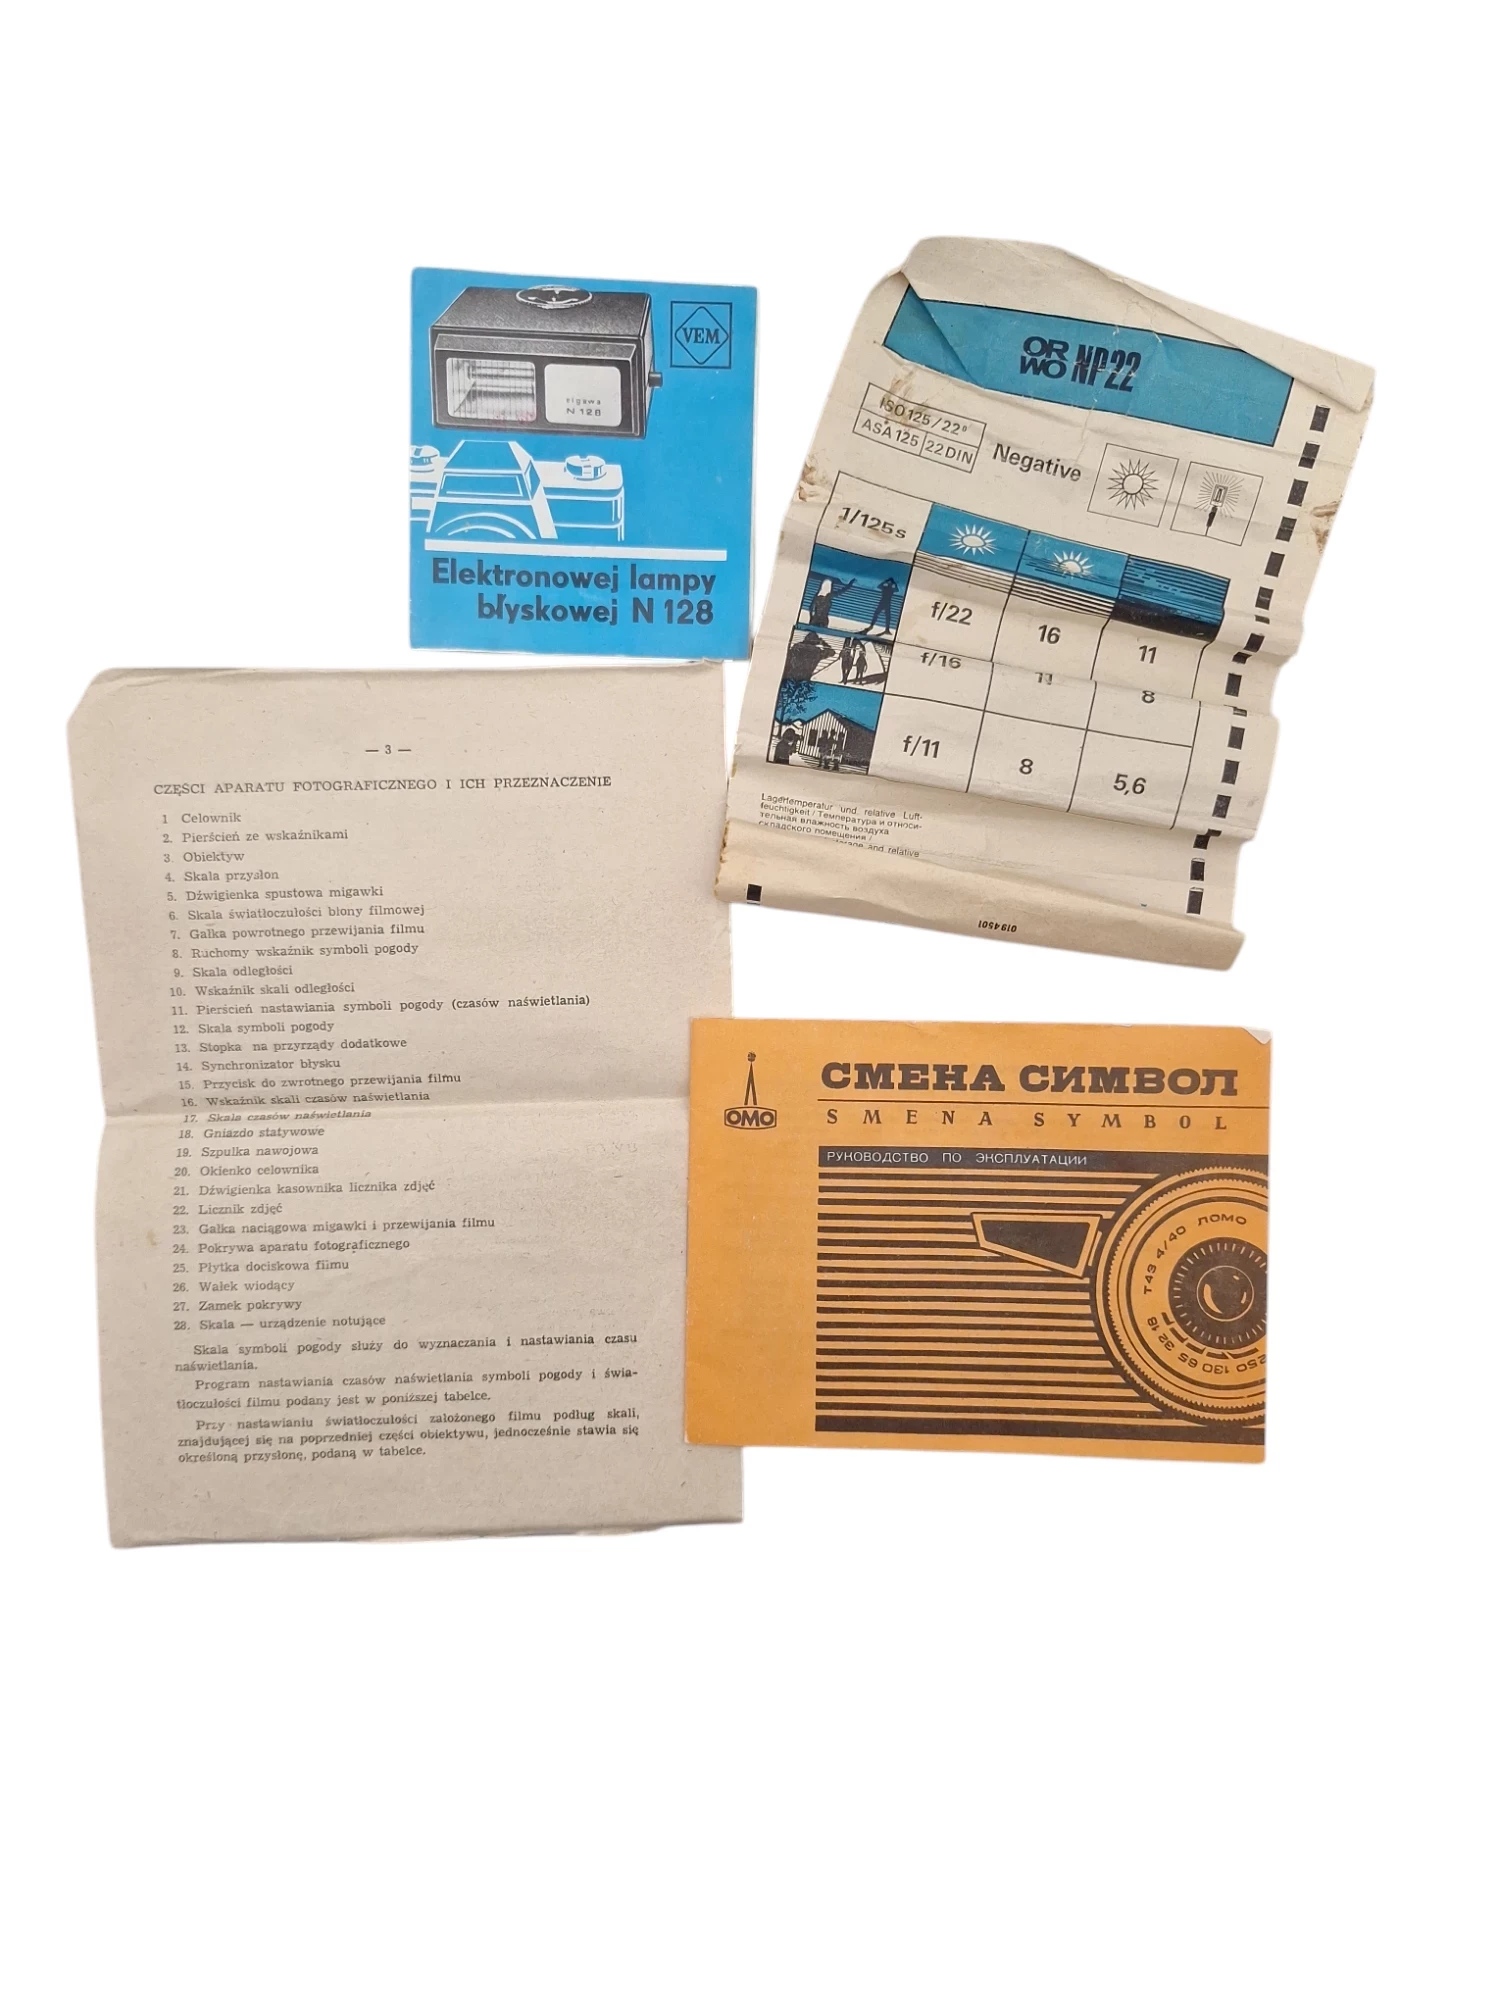 VEM
elgawa
N 128
Elektronowej lampy
błyskowej N 128
OR
WO NP22
ISO 125/22°
ASA 125 22 DIN
Negative
1/125 s
f/22 16 11
f/16 11 8
f/11 8 5,6
Lagertemperatur und relative Luft-
feuchtigkeit / Температура и относи-
тельная влажность воздуха
складского помещения /
and relative
0194501
— 3 —
CZĘŚCI APARATU FOTOGRAFICZNEGO I ICH PRZEZNACZENIE
1 Celownik
2. Pierścień ze wskaźnikami
3. Obiektyw
4. Skala przysłon
5. Dźwigienka spustowa migawki
6. Skala światłoczułości błony filmowej
7. Gałka powrotnego przewijania filmu
8. Ruchomy wskaźnik symboli pogody
9. Skala odległości
10. Wskaźnik skali odległości
11. Pierścień nastawiania symboli pogody (czasów naświetlania)
12. Skala symboli pogody
13. Stopka na przyrządy dodatkowe
14. Synchronizator błysku
15. Przycisk do zwrotnego przewijania filmu
16. Wskaźnik skali czasów naświetlania
17. Skala czasów naświetlania
18. Gniazdo statywowe
19. Szpulka nawojowa
20. Okienko celownika
21. Dźwigienka kasownika licznika zdjęć
22. Licznik zdjęć
23. Gałka naciągowa migawki i przewijania filmu
24. Pokrywa aparatu fotograficznego
25. Płytka dociskowa filmu
26. Wałek wiodący
27. Zamek pokrywy
28. Skala — urządzenie notujące
Skala symboli pogody służy do wyznaczania i nastawiania czasu
naświetlania.
Program nastawiania czasów naświetlania symboli pogody i świa-
tłoczułości filmu podany jest w poniższej tabelce.
Przy nastawianiu światłoczułości założonego filmu podług skali,
znajdującej się na poprzedniej części obiektywu, jednocześnie stawia się
określoną przysłonę, podaną w tabelce.
ОМО
СМЕНА СИМВОЛ
SMENA SYMBOL
РУКОВОДСТВО ПО ЭКСПЛУАТАЦИИ
Т43 4/40 ЛОМО
250 130 65 32 16